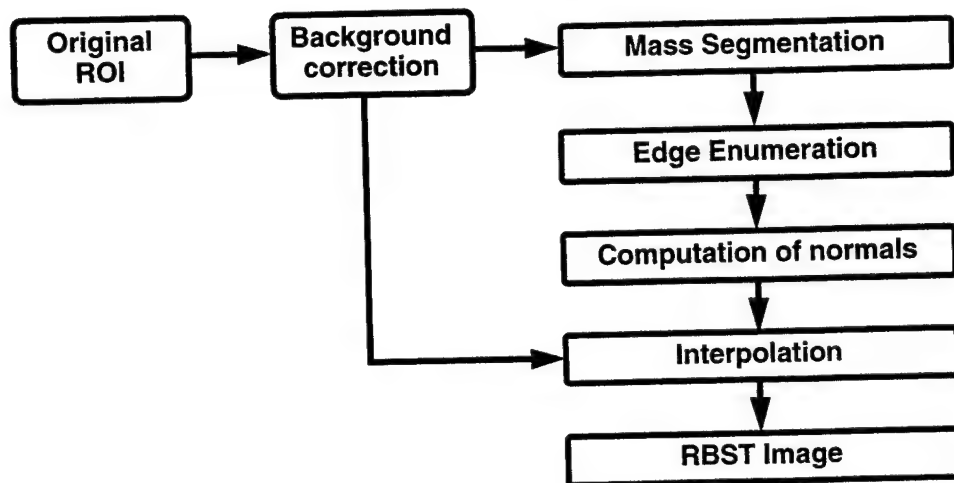 Original
ROI
Background
correction
Mass Segmentation
Edge Enumeration
Computation of normals
Interpolation
RBST Image